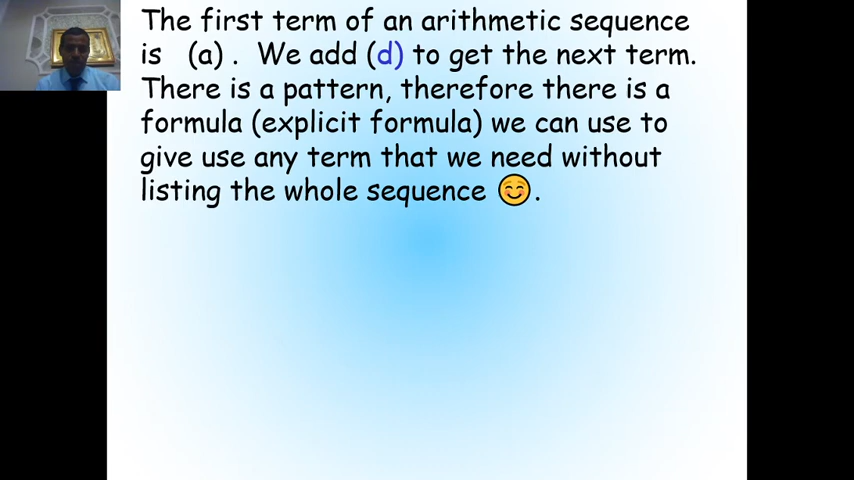 The first term of an arithmetic sequence
is (a) . We add (d) to get the next term.
There is a pattern, therefore there is a
formula (explicit formula) we can use to
give use any term that we need without
listing the whole sequence 😊.